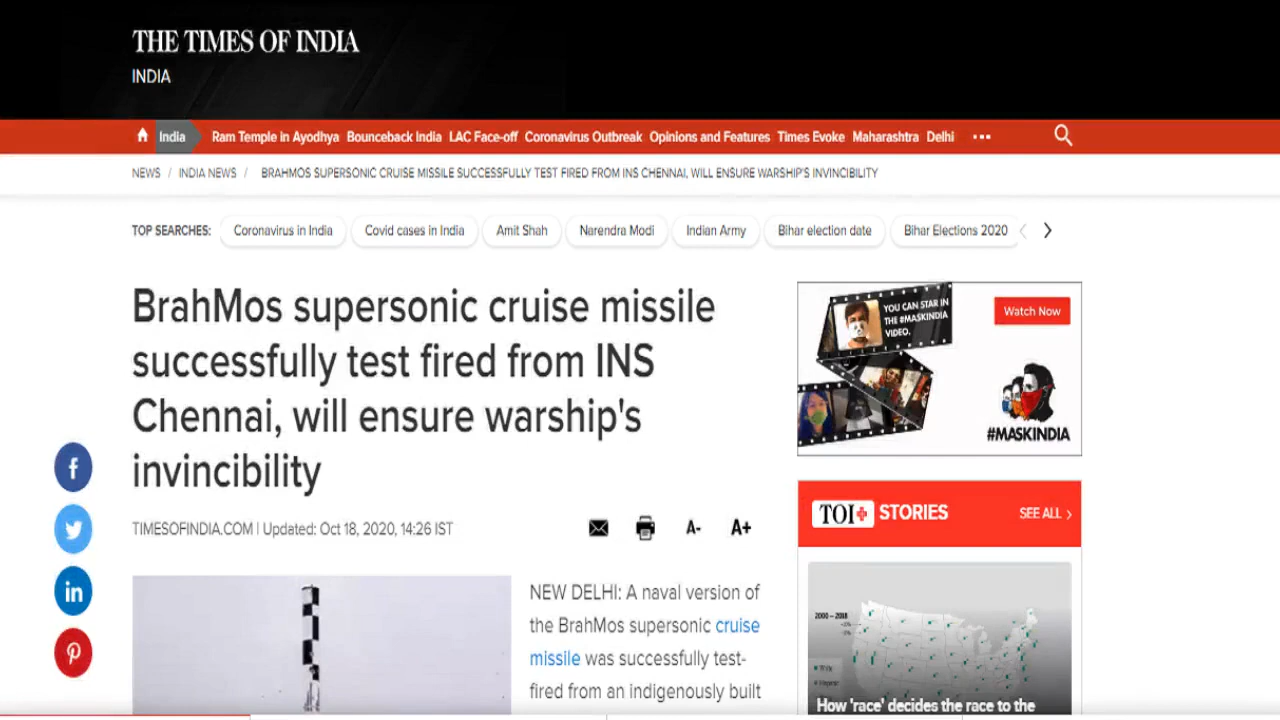 THE TIMES OF INDIA
INDIA
India Ram Temple in Ayodhya Bounceback India LAC Face-off Coronavirus Outbreak Opinions and Features Times Evoke Maharashtra Delhi ...
NEWS / INDIA NEWS / BRAHMOS SUPERSONIC CRUISE MISSILE SUCCESSFULLY TEST FIRED FROM INS CHENNAI, WILL ENSURE WARSHIP'S INVINCIBILITY
TOP SEARCHES: Coronavirus in India Covid cases in India Amit Shah Narendra Modi Indian Army Bihar election date Bihar Elections 2020
BrahMos supersonic cruise missile
successfully test fired from INS
Chennai, will ensure warship's
invincibility
TIMESOFINDIA.COM | Updated: Oct 18, 2020, 14:26 IST
A- A+
NEW DELHI: A naval version of
the BrahMos supersonic cruise
missile was successfully test-
fired from an indigenously built
YOU CAN STAR IN
THE #MASKINDIA
VIDEO.
Watch Now
#MASKINDIA
TOI+ STORIES SEE ALL
2000 – 2018
How 'race' decides the race to the